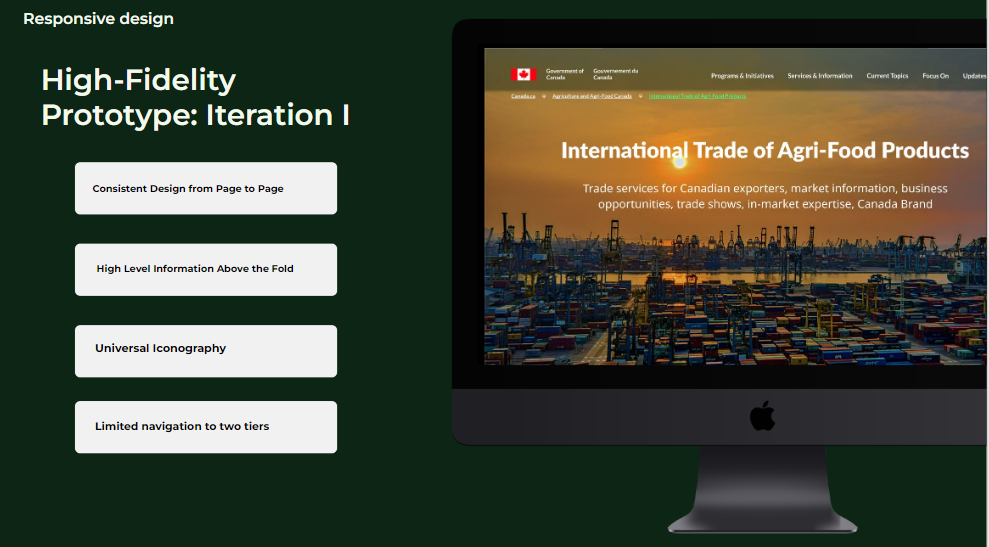 Responsive design
High-Fidelity
Prototype: Iteration I
Consistent Design from Page to Page
High Level Information Above the Fold
Universal Iconography
Limited navigation to two tiers
Government of
Canada
Gouvernement du
Canada
Programs & Initiatives
Services & Information
Current Topics
Focus On
Updates
Canada.ca
Agriculture and Agri-Food Canada
International Trade of Agri-Food Products
International Trade of Agri-Food Products
Trade services for Canadian exporters, market information, business
opportunities, trade shows, in-market expertise, Canada Brand